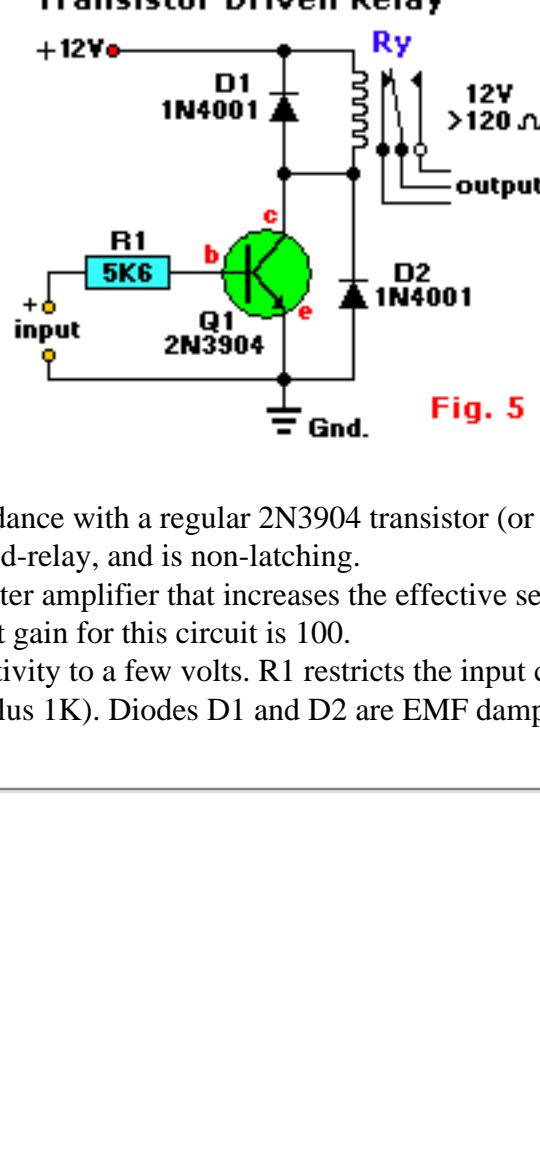 Transistor Driven Relay
+12V
Ry
D1
1N4001
12V
>120
output
c
R1
b
5K6
D2
1N4001
+
e
input
Q1
2N3904
Fig. 5
Gnd.
dance with a regular 2N3904 transistor (or
d-relay, and is non-latching.
ter amplifier that increases the effective se
t gain for this circuit is 100.
tivity to a few volts. R1 restricts the input c
lus 1K). Diodes D1 and D2 are EMF damp